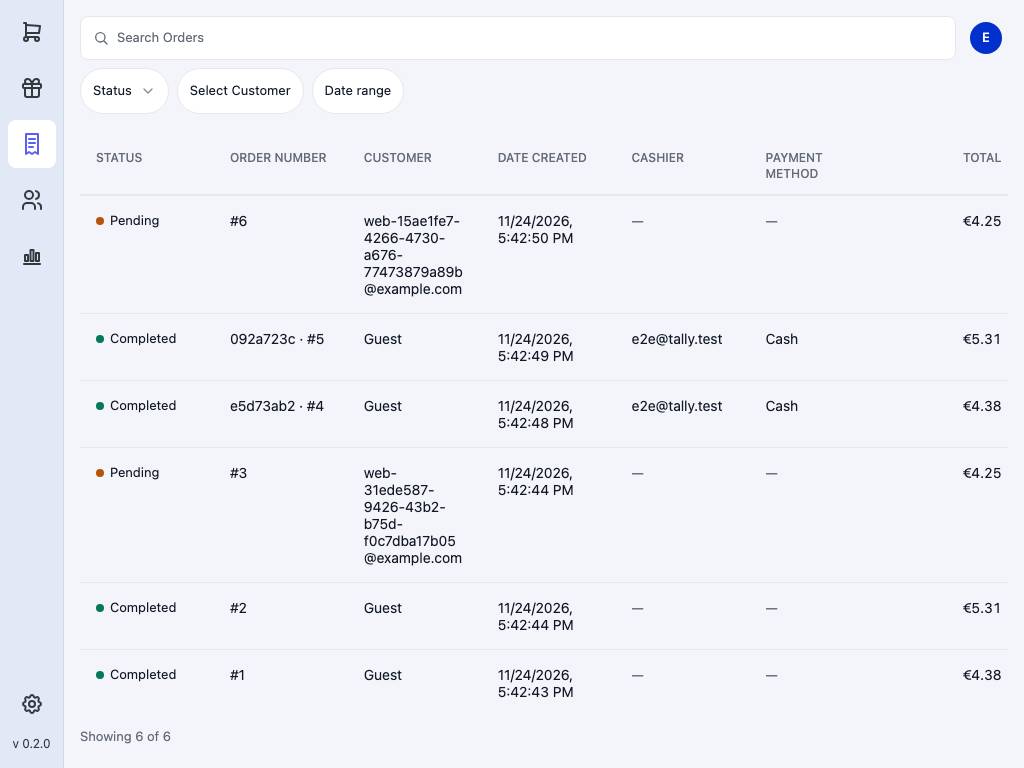 Search Orders
E
Status
Select Customer
Date range
STATUS
ORDER NUMBER
CUSTOMER
DATE CREATED
CASHIER
PAYMENT
METHOD
TOTAL
Pending
#6
web-15ae1fe7-
4266-4730-
a676-
77473879a89b
@example.com
11/24/2026,
5:42:50 PM
—
—
€4.25
Completed
092a723c · #5
Guest
11/24/2026,
5:42:49 PM
e2e@tally.test
Cash
€5.31
Completed
e5d73ab2 · #4
Guest
11/24/2026,
5:42:48 PM
e2e@tally.test
Cash
€4.38
Pending
#3
web-
31ede587-
9426-43b2-
b75d-
f0c7dba17b05
@example.com
11/24/2026,
5:42:44 PM
—
—
€4.25
Completed
#2
Guest
11/24/2026,
5:42:44 PM
—
—
€5.31
Completed
#1
Guest
11/24/2026,
5:42:43 PM
—
—
€4.38
Showing 6 of 6
v 0.2.0